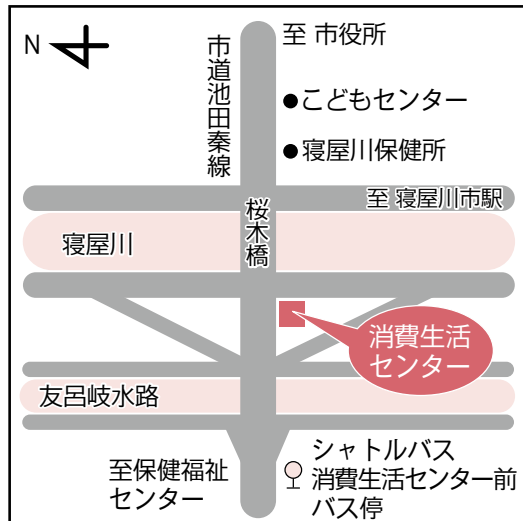 N
至 市役所
市道池田秦線
●こどもセンター
●寝屋川保健所
至 寝屋川市駅
桜木橋
寝屋川
消費生活
センター
友呂岐水路
至保健福祉
センター
シャトルバス
消費生活センター前
バス停